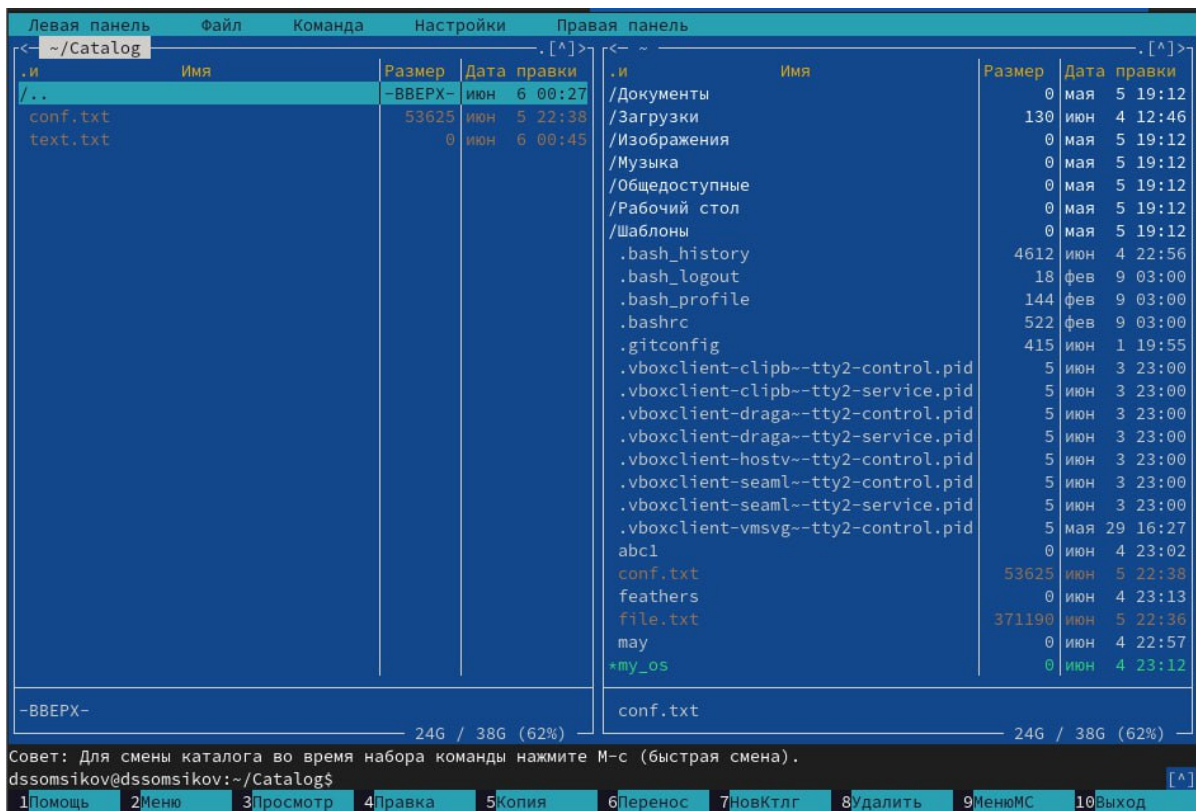 Левая панель Файл Команда Настройки Правая панель
<— ~/Catalog .[^]>
.и Имя Размер Дата правки
/.. -ВВЕРХ- июн 6 00:27
conf.txt 53625 июн 5 22:38
text.txt 0 июн 6 00:45
-ВВЕРХ-
24G / 38G (62%)
<— ~ .[^]>
.и Имя Размер Дата правки
/Документы 0 мая 5 19:12
/Загрузки 130 июн 4 12:46
/Изображения 0 мая 5 19:12
/Музыка 0 мая 5 19:12
/Общедоступные 0 мая 5 19:12
/Рабочий стол 0 мая 5 19:12
/Шаблоны 0 мая 5 19:12
.bash_history 4612 июн 4 22:56
.bash_logout 18 фев 9 03:00
.bash_profile 144 фев 9 03:00
.bashrc 522 фев 9 03:00
.gitconfig 415 июн 1 19:55
.vboxclient-clipb~-tty2-control.pid 5 июн 3 23:00
.vboxclient-clipb~-tty2-service.pid 5 июн 3 23:00
.vboxclient-draga~-tty2-control.pid 5 июн 3 23:00
.vboxclient-draga~-tty2-service.pid 5 июн 3 23:00
.vboxclient-hostv~-tty2-control.pid 5 июн 3 23:00
.vboxclient-seaml~-tty2-control.pid 5 июн 3 23:00
.vboxclient-seaml~-tty2-service.pid 5 июн 3 23:00
.vboxclient-vmsvg~-tty2-control.pid 5 мая 29 16:27
abc1 0 июн 4 23:02
conf.txt 53625 июн 5 22:38
feathers 0 июн 4 23:13
file.txt 371190 июн 5 22:36
may 0 июн 4 22:57
*my_os 0 июн 4 23:12
conf.txt
24G / 38G (62%)
Совет: Для смены каталога во время набора команды нажмите M-c (быстрая смена).
dssomsikov@dssomsikov:~/Catalog$ [^]
1Помощь 2Меню 3Просмотр 4Правка 5Копия 6Перенос 7НовКтлг 8Удалить 9МенюMC 10Выход